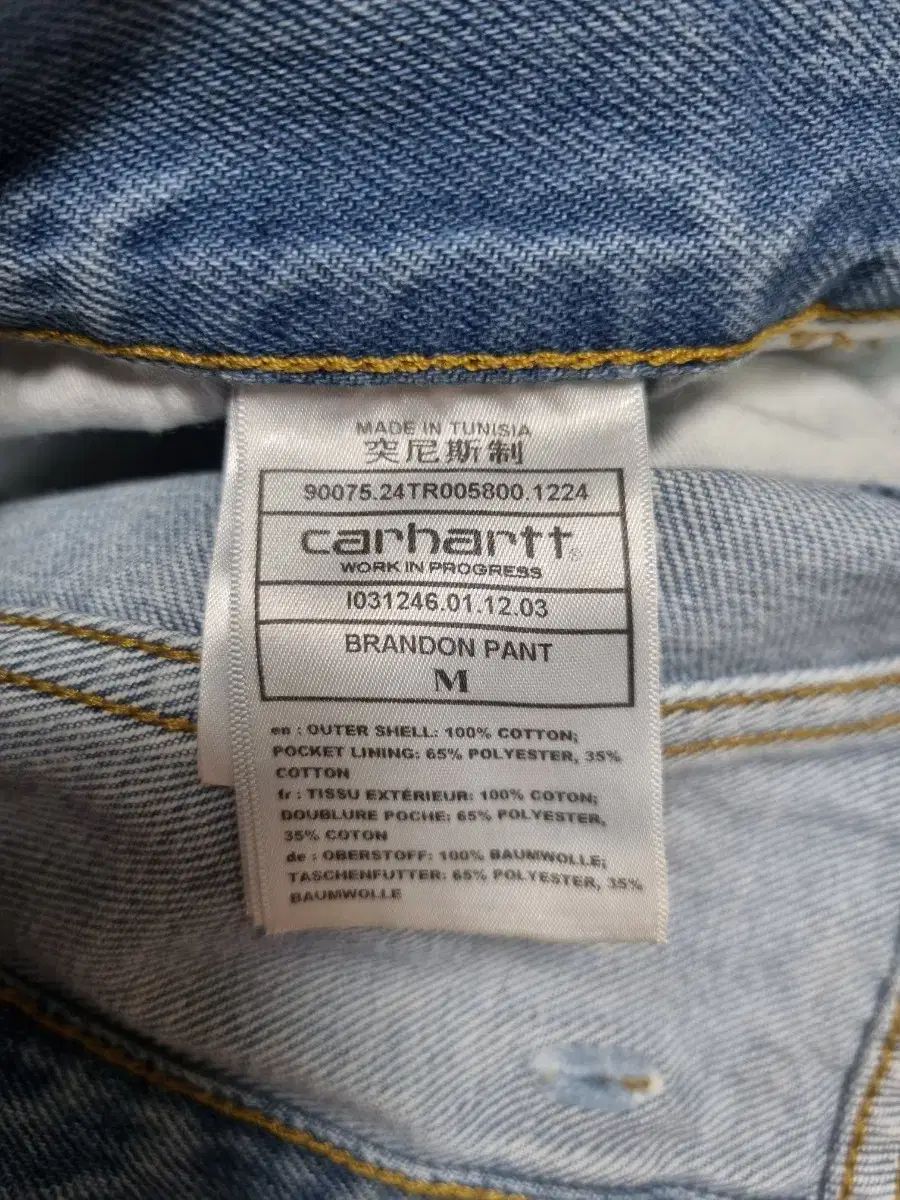 MADE IN TUNISIA
突尼斯制
90075.24TR005800.1224
carhartt
WORK IN PROGRESS
I031246.01.12.03
BRANDON PANT
M
en : OUTER SHELL: 100% COTTON;
POCKET LINING: 65% POLYESTER, 35%
COTTON
fr : TISSU EXTÉRIEUR: 100% COTON;
DOUBLURE POCHE: 65% POLYESTER,
35% COTON
de : OBERSTOFF: 100% BAUMWOLLE;
TASCHENFUTTER: 65% POLYESTER, 35%
BAUMWOLLE